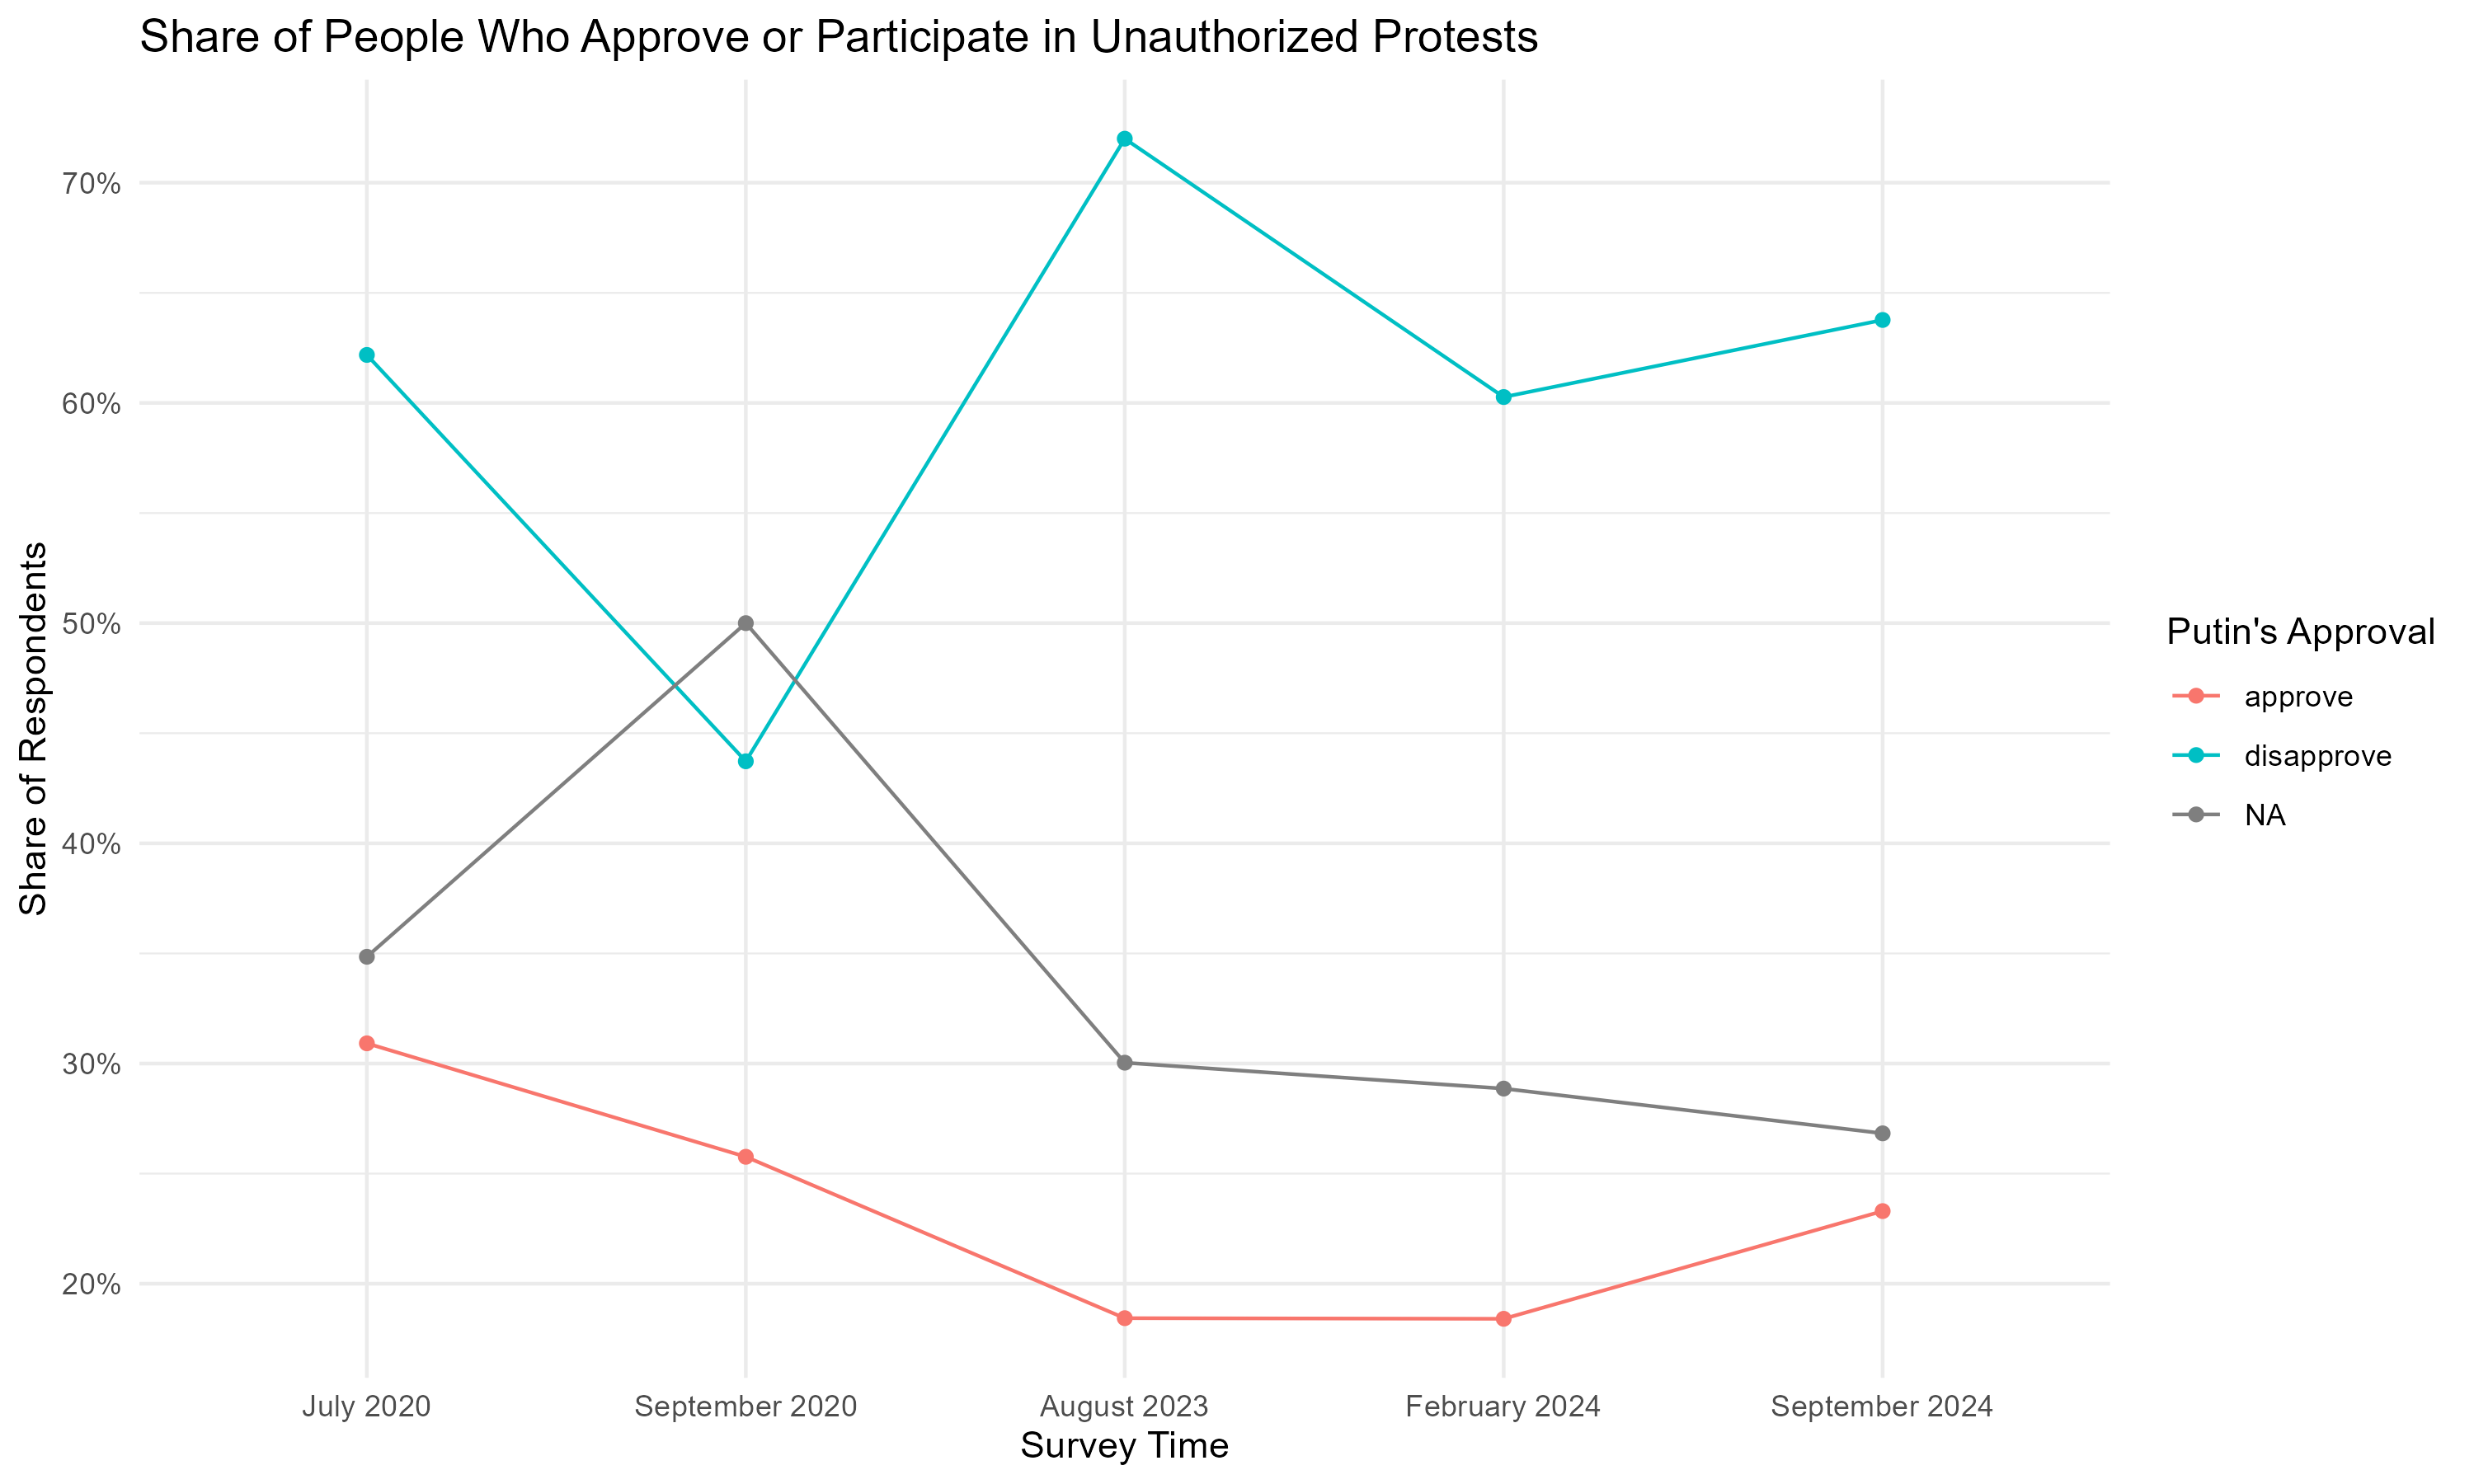 Share of People Who Approve or Participate in Unauthorized Protests
Share of Respondents
70%
60%
50%
40%
30%
20%
July 2020
September 2020
August 2023
February 2024
September 2024
Survey Time
Putin's Approval
approve
disapprove
NA